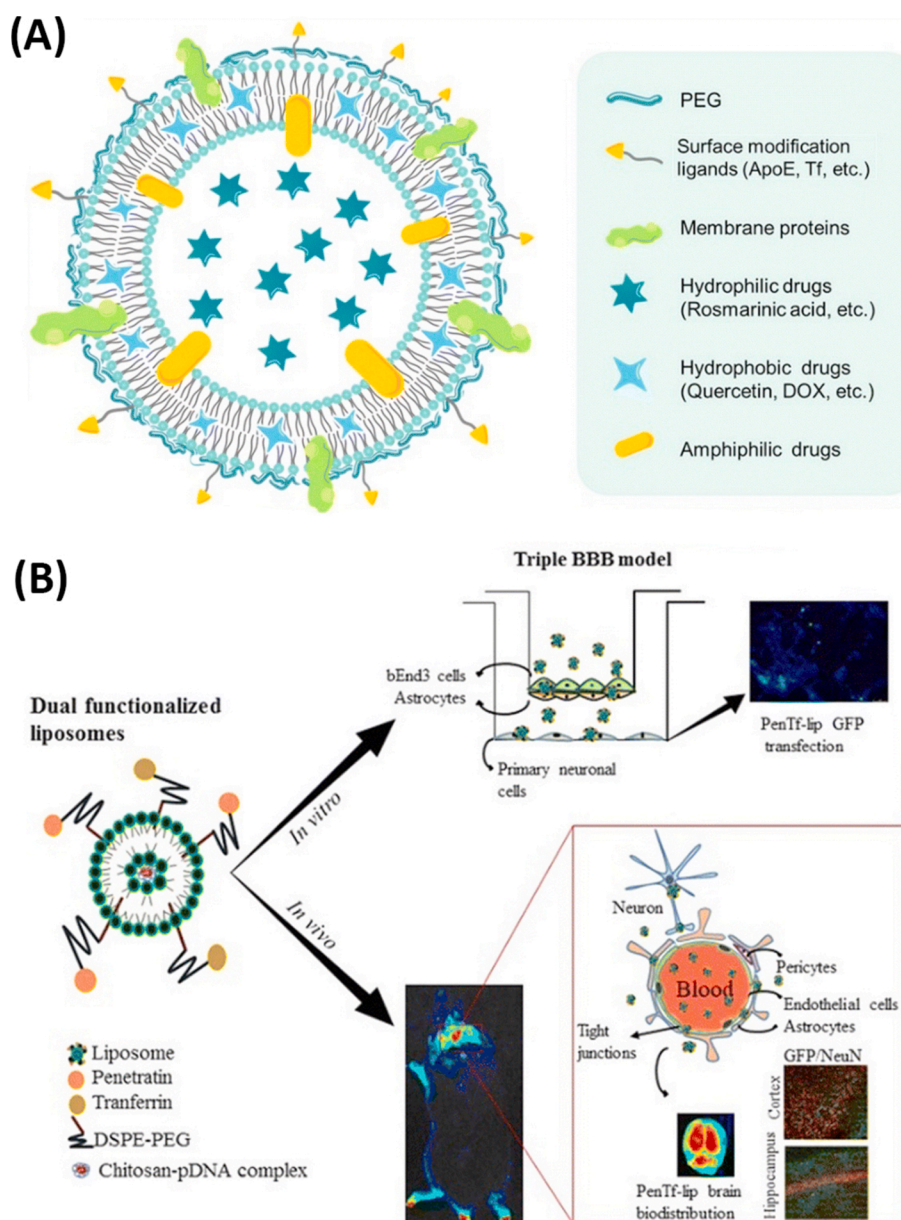 (A)
PEG
Surface modification
ligands (ApoE, Tf, etc.)
Membrane proteins
Hydrophilic drugs
(Rosmarinic acid, etc.)
Hydrophobic drugs
(Quercetin, DOX, etc.)
Amphiphilic drugs
(B)
Triple BBB model
bEnd3 cells
Astrocytes
Primary neuronal
cells
PenTf-lip GFP
transfection
Dual functionalized
liposomes
In vitro
In vivo
Liposome
Penetratin
Tranferrin
DSPE-PEG
Chitosan-pDNA complex
Neuron
Blood
Pericytes
Endothelial cells
Astrocytes
Tight
junctions
GFP/NeuN
Cortex
Hippocampus
PenTf-lip brain
biodistribution